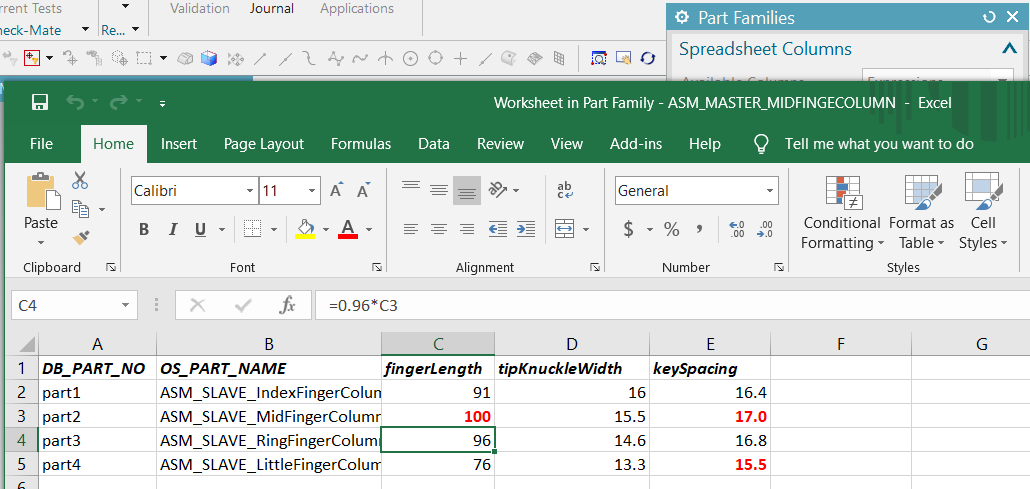 rrent Tests Validation Journal Applications
neck-Mate Re...
Part Families
Spreadsheet Columns
Worksheet in Part Family - ASM_MASTER_MIDFINGECOLUMN - Excel
File Home Insert Page Layout Formulas Data Review View Add-ins Help Tell me what you want to do
Calibri 11 A A ab General
Paste B I U A $ % , Conditional Format as Cell
Formatting Table Styles
Clipboard Font Alignment Number Styles
C4 fx =0.96*C3
A B C D E F G
1 DB_PART_NO OS_PART_NAME fingerLength tipKnuckleWidth keySpacing
2 part1 ASM_SLAVE_IndexFingerColun 91 16 16.4
3 part2 ASM_SLAVE_MidFingerColumr 100 15.5 17.0
4 part3 ASM_SLAVE_RingFingerColum 96 14.6 16.8
5 part4 ASM_SLAVE_LittleFingerColum 76 13.3 15.5